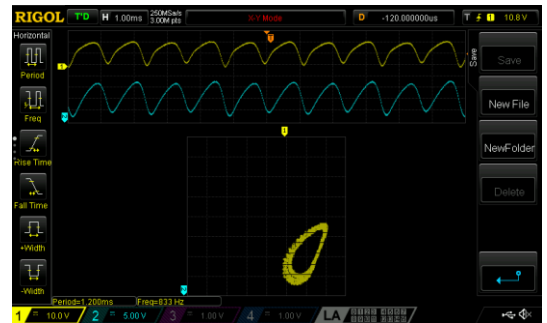 RIGOL T'D H 1.00ms 250MSa/s 3.00M pts X-Y Mode D -120.000000us T 1 10.8 V
Horizontal
Period
Freq
Rise Time
Fall Time
+Width
-Width
Save
Save
New File
NewFolder
Delete
Period=1.200ms Freq=833 Hz
1 = 10.0 V 2 = 5.00 V 3 = 1.00 V 4 = 1.00 V LA